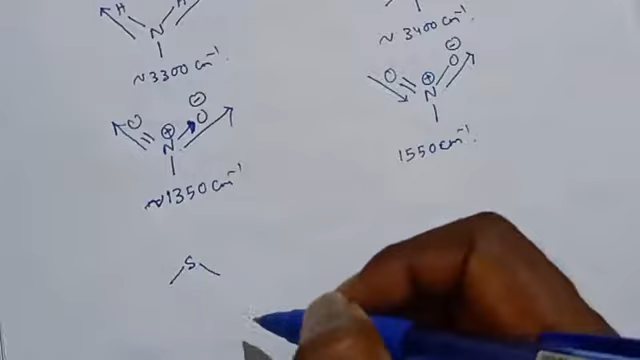 H H
N
~3300 cm⁻¹
~3400 cm⁻¹
O ⊕ N O ⊖
~1350 cm⁻¹
O ⊕ N O ⊖
1550 cm⁻¹
S